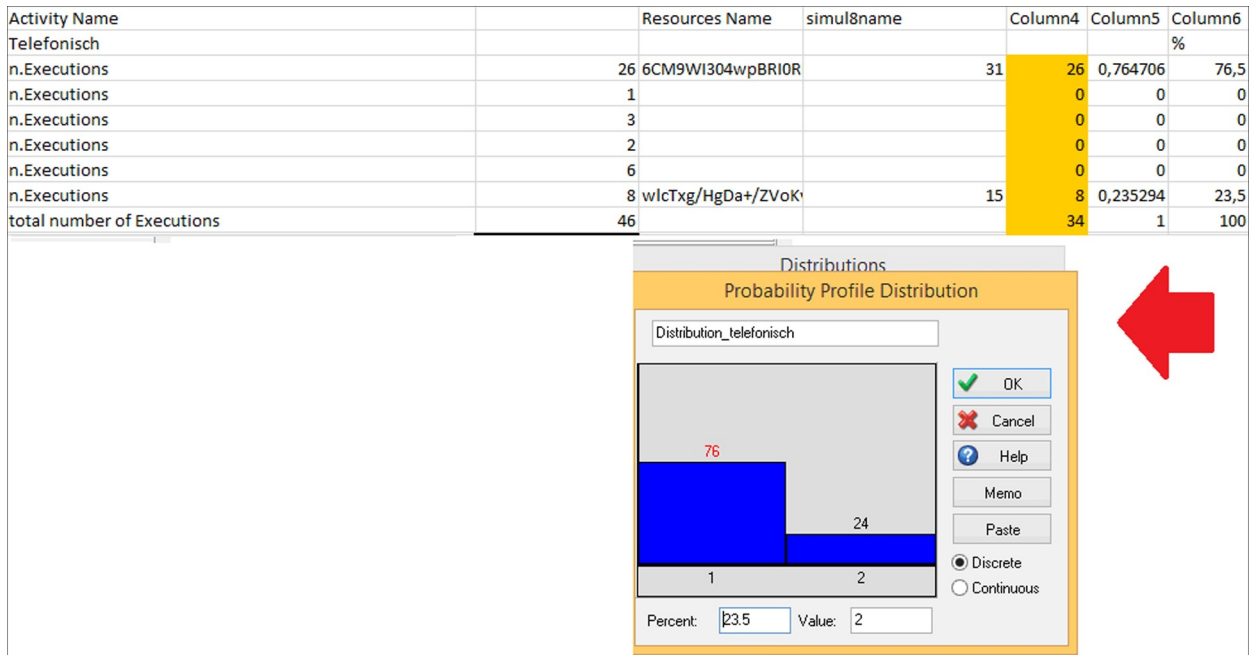 Activity Name Resources Name simul8name Column4 Column5 Column6
Telefonisch %
n.Executions 26 6CM9WI304wpBRI0R 31 26 0,764706 76,5
n.Executions 1 0 0 0
n.Executions 3 0 0 0
n.Executions 2 0 0 0
n.Executions 6 0 0 0
n.Executions 8 wlcTxg/HgDa+/ZVoK 15 8 0,235294 23,5
total number of Executions 46 34 1 100
Distributions
Probability Profile Distribution
Distribution_telefonisch
OK
Cancel
76
Help
Memo
24
Paste
Discrete
1 2
Continuous
Percent: 23.5 Value: 2